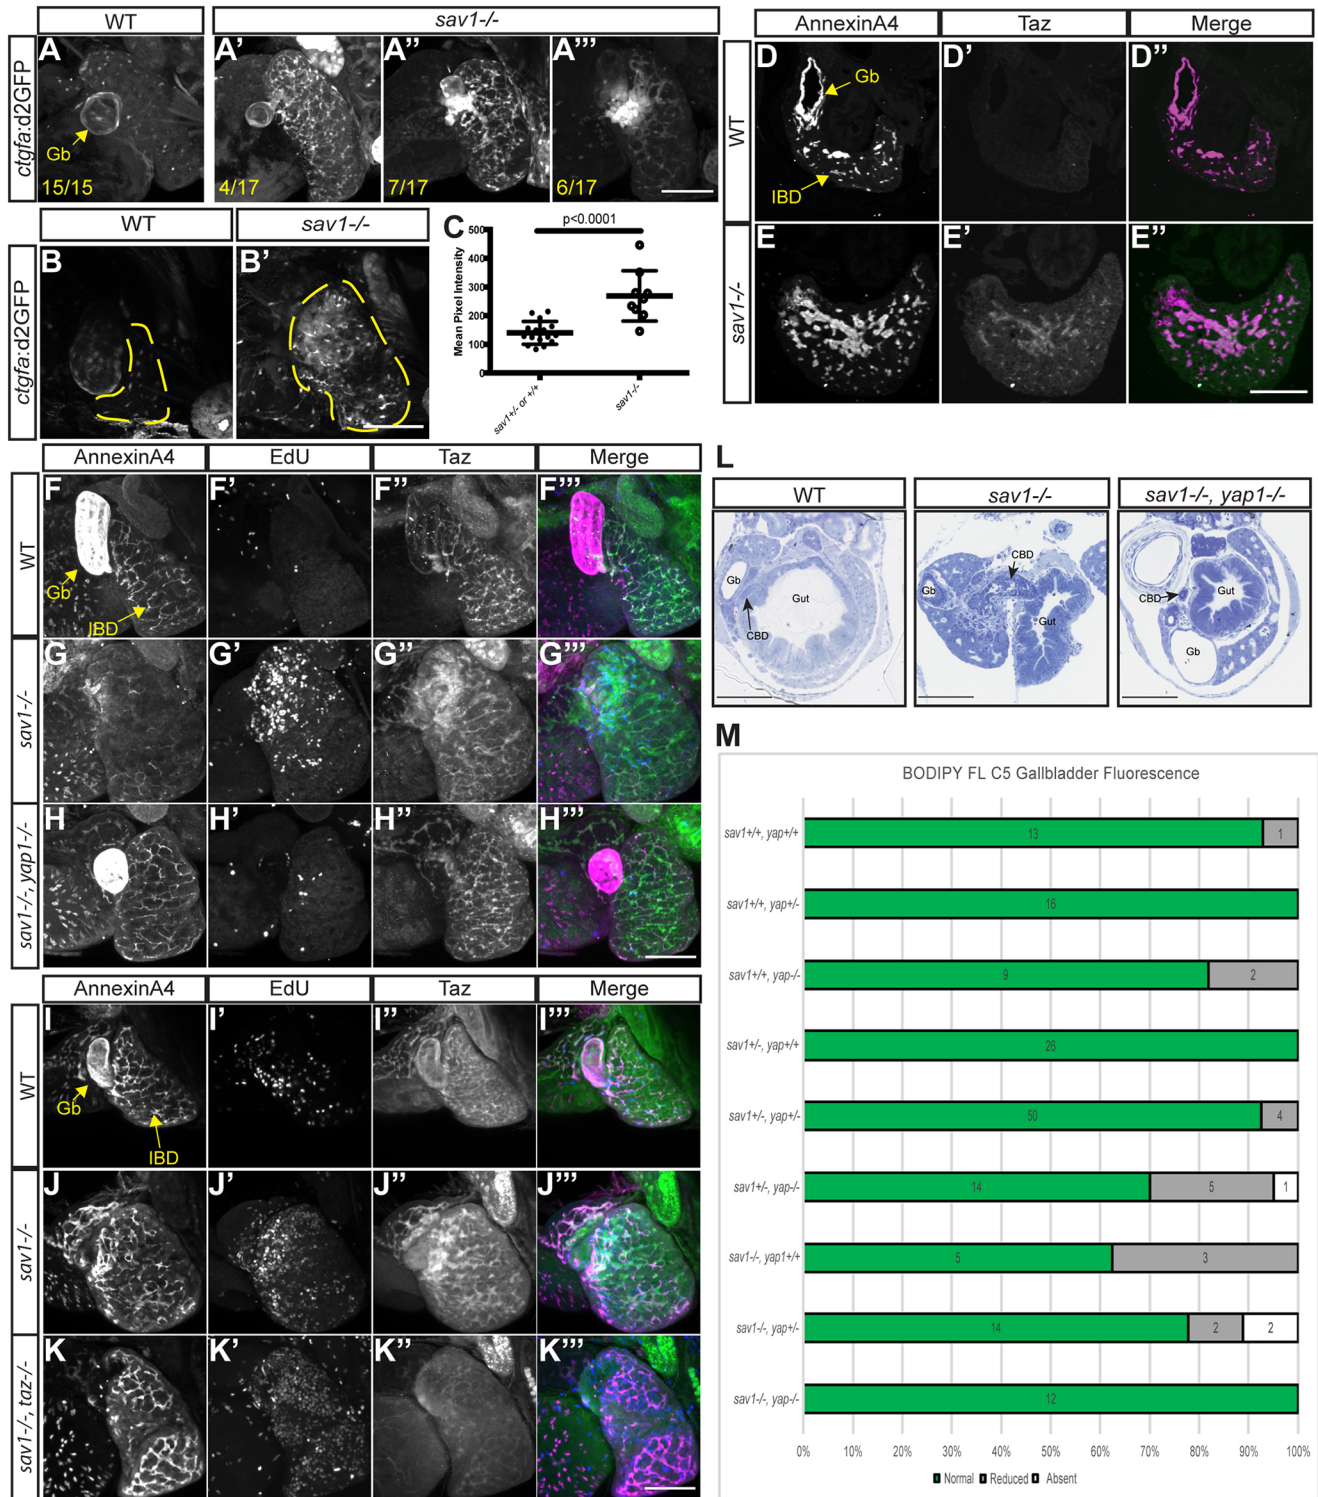 WT
sav1-/-
ctgfa:d2GFP
A
Gb
15/15
A'
4/17
A''
7/17
A'''
6/17
WT
sav1-/-
ctgfa:d2GFP
B
B'
C
p<0.0001
Mean Pixel Intensity
500
400
300
200
100
0
sav1+/- or +/+
sav1-/-
AnnexinA4
Taz
Merge
WT
D
Gb
IBD
D'
D''
sav1-/-
E
E'
E''
AnnexinA4
EdU
Taz
Merge
WT
F
Gb
IBD
F'
F''
F'''
sav1-/-
G
G'
G''
G'''
sav1-/-, yap1-/-
H
H'
H''
H'''
AnnexinA4
EdU
Taz
Merge
WT
I
Gb
IBD
I'
I''
I'''
sav1-/-
J
J'
J''
J'''
sav1-/-, taz-/-
K
K'
K''
K'''
L
WT
sav1-/-
sav1-/-, yap1-/-
Gb
Gut
CBD
CBD
Gb
Gut
CBD
Gut
Gb
M
BODIPY FL C5 Gallbladder Fluorescence
sav1+/+, yap+/+
13
1
sav1+/+, yap+/-
16
sav1+/+, yap-/-
9
2
sav1+/-, yap+/+
26
sav1+/-, yap+/-
50
4
sav1+/-, yap-/-
14
5
1
sav1-/-, yap1+/+
5
3
sav1-/-, yap+/-
14
2
2
sav1-/-, yap-/-
12
0%
10%
20%
30%
40%
50%
60%
70%
80%
90%
100%
Normal
Reduced
Absent